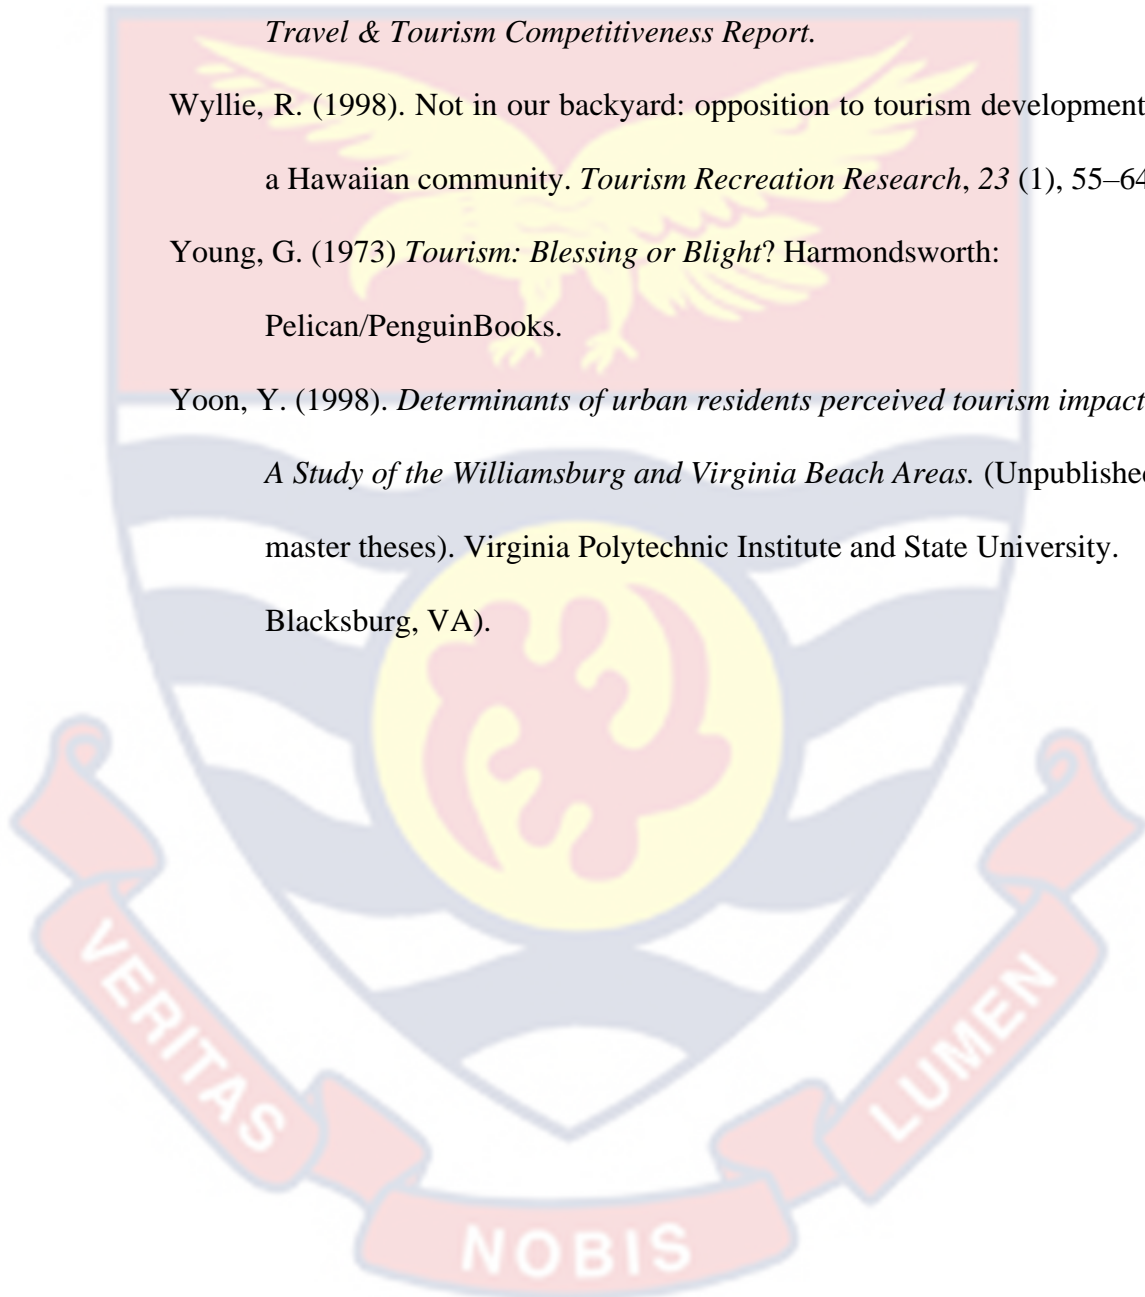 Travel & Tourism Competitiveness Report.
Wyllie, R. (1998). Not in our backyard: opposition to tourism development
a Hawaiian community. Tourism Recreation Research, 23 (1), 55–64
Young, G. (1973) Tourism: Blessing or Blight? Harmondsworth:
Pelican/PenguinBooks.
Yoon, Y. (1998). Determinants of urban residents perceived tourism impact
A Study of the Williamsburg and Virginia Beach Areas. (Unpublished
master theses). Virginia Polytechnic Institute and State University.
Blacksburg, VA).
VERITAS
NOBIS
LUMEN